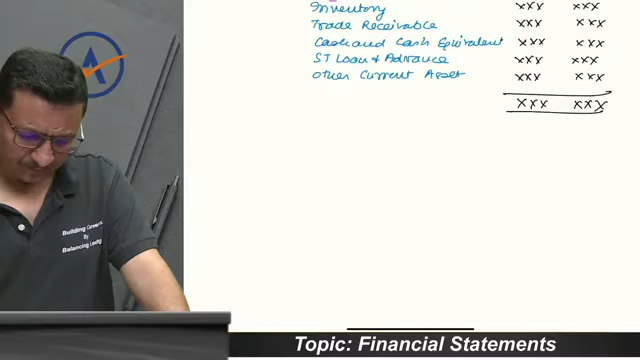 Inventory xxx xxx
Trade Receivable xxx xxx
Cash and Cash Equivalent xxx xxx
ST Loan & Advance xxx xxx
Other Current Asset xxx xxx
xxx xxx
Building Careers
By
Balancing Ledg
Topic: Financial Statements